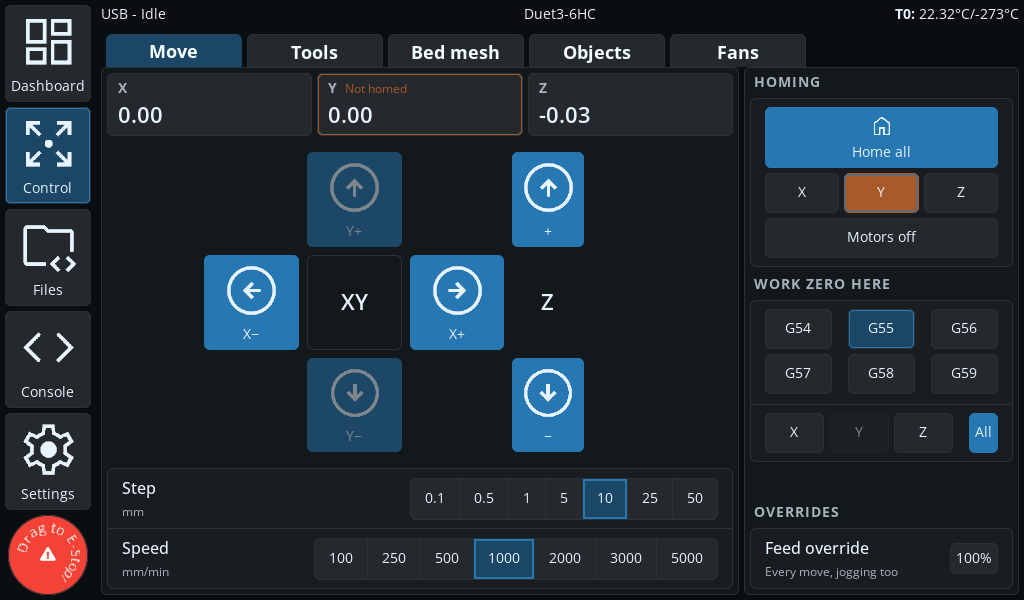 USB - Idle
Duet3-6HC
T0: 22.32°C/-273°C
Dashboard
Control
Files
Console
Settings
Drag to E-Stop!
Move
Tools
Bed mesh
Objects
Fans
X
0.00
Y Not homed
0.00
Z
-0.03
Y+
+
X−
XY
X+
Z
Y−
−
Step
mm
0.1 0.5 1 5 10 25 50
Speed
mm/min
100 250 500 1000 2000 3000 5000
HOMING
Home all
X Y Z
Motors off
WORK ZERO HERE
G54 G55 G56
G57 G58 G59
X Y Z All
OVERRIDES
Feed override
Every move, jogging too
100%